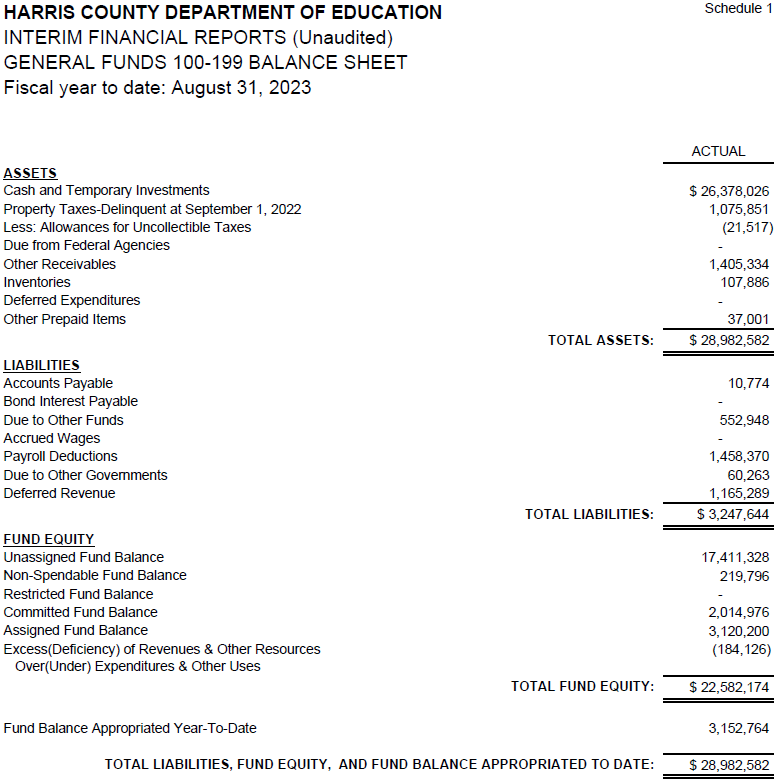 HARRIS COUNTY DEPARTMENT OF EDUCATION Schedule 1
INTERIM FINANCIAL REPORTS (Unaudited)
GENERAL FUNDS 100-199 BALANCE SHEET
Fiscal year to date: August 31, 2023
ACTUAL
ASSETS
Cash and Temporary Investments $ 26,378,026
Property Taxes-Delinquent at September 1, 2022 1,075,851
Less: Allowances for Uncollectible Taxes (21,517)
Due from Federal Agencies -
Other Receivables 1,405,334
Inventories 107,886
Deferred Expenditures -
Other Prepaid Items 37,001
TOTAL ASSETS: $ 28,982,582
LIABILITIES
Accounts Payable 10,774
Bond Interest Payable -
Due to Other Funds 552,948
Accrued Wages -
Payroll Deductions 1,458,370
Due to Other Governments 60,263
Deferred Revenue 1,165,289
TOTAL LIABILITIES: $ 3,247,644
FUND EQUITY
Unassigned Fund Balance 17,411,328
Non-Spendable Fund Balance 219,796
Restricted Fund Balance -
Committed Fund Balance 2,014,976
Assigned Fund Balance 3,120,200
Excess(Deficiency) of Revenues & Other Resources (184,126)
Over(Under) Expenditures & Other Uses
TOTAL FUND EQUITY: $ 22,582,174
Fund Balance Appropriated Year-To-Date 3,152,764
TOTAL LIABILITIES, FUND EQUITY, AND FUND BALANCE APPROPRIATED TO DATE: $ 28,982,582